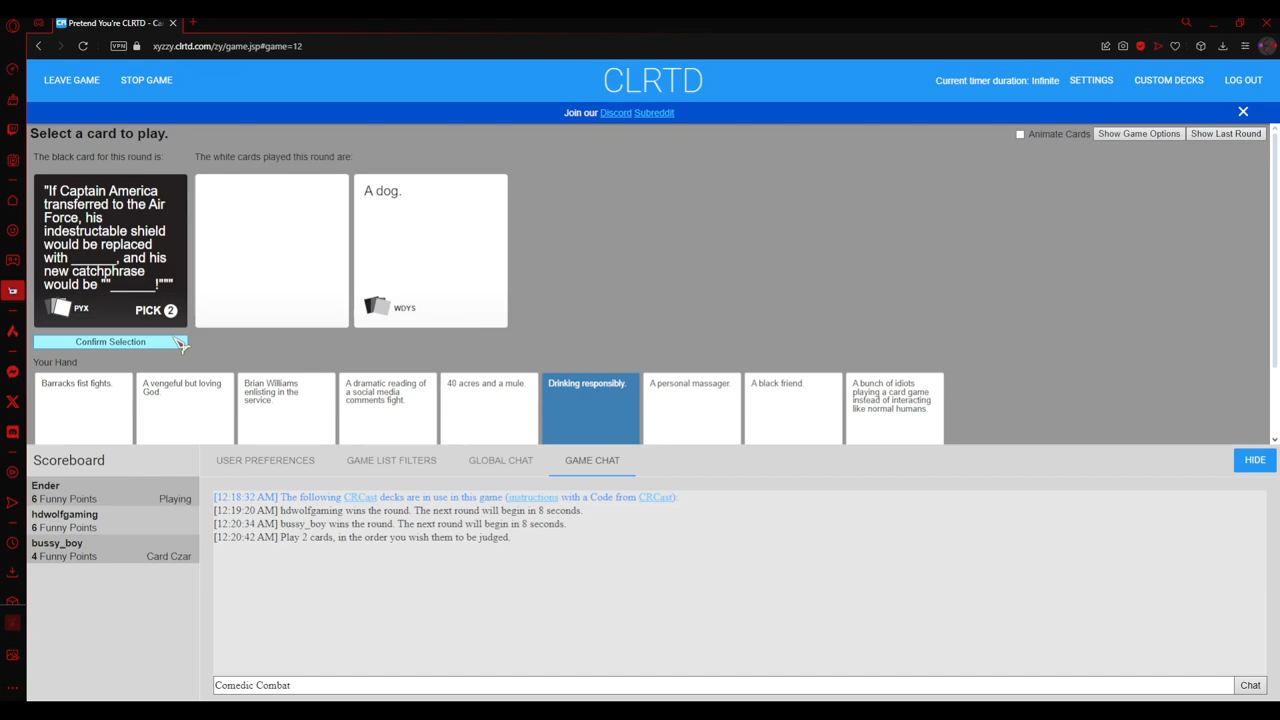 Pretend You're CLRTD - Ca
xyzzy.clrtd.com/zy/game.jsp#game=12
VPN
LEAVE GAME
STOP GAME
CLRTD
Current timer duration: Infinite
SETTINGS
CUSTOM DECKS
LOG OUT
Join our Discord Subreddit
Select a card to play.
Animate Cards
Show Game Options
Show Last Round
The black card for this round is:
The white cards played this round are:
"If Captain America
transferred to the Air
Force, his
indestructable shield
would be replaced
with ______, and his
new catchphrase
would be ""______!"""
PYX
PICK 2
A dog.
WDYS
Confirm Selection
Your Hand
Barracks fist fights.
A vengeful but loving
God.
Brian Williams
enlisting in the
service.
A dramatic reading of
a social media
comments fight.
40 acres and a mule.
Drinking responsibly.
A personal massager.
A black friend.
A bunch of idiots
playing a card game
instead of interacting
like normal humans.
Scoreboard
USER PREFERENCES
GAME LIST FILTERS
GLOBAL CHAT
GAME CHAT
HIDE
Ender
6 Funny Points
Playing
hdwolfgaming
6 Funny Points
bussy_boy
4 Funny Points
Card Czar
[12:18:32 AM] The following CRCast decks are in use in this game (instructions with a Code from CRCast):
[12:19:20 AM] hdwolfgaming wins the round. The next round will begin in 8 seconds.
[12:20:34 AM] bussy_boy wins the round. The next round will begin in 8 seconds.
[12:20:42 AM] Play 2 cards, in the order you wish them to be judged.
Comedic Combat
Chat